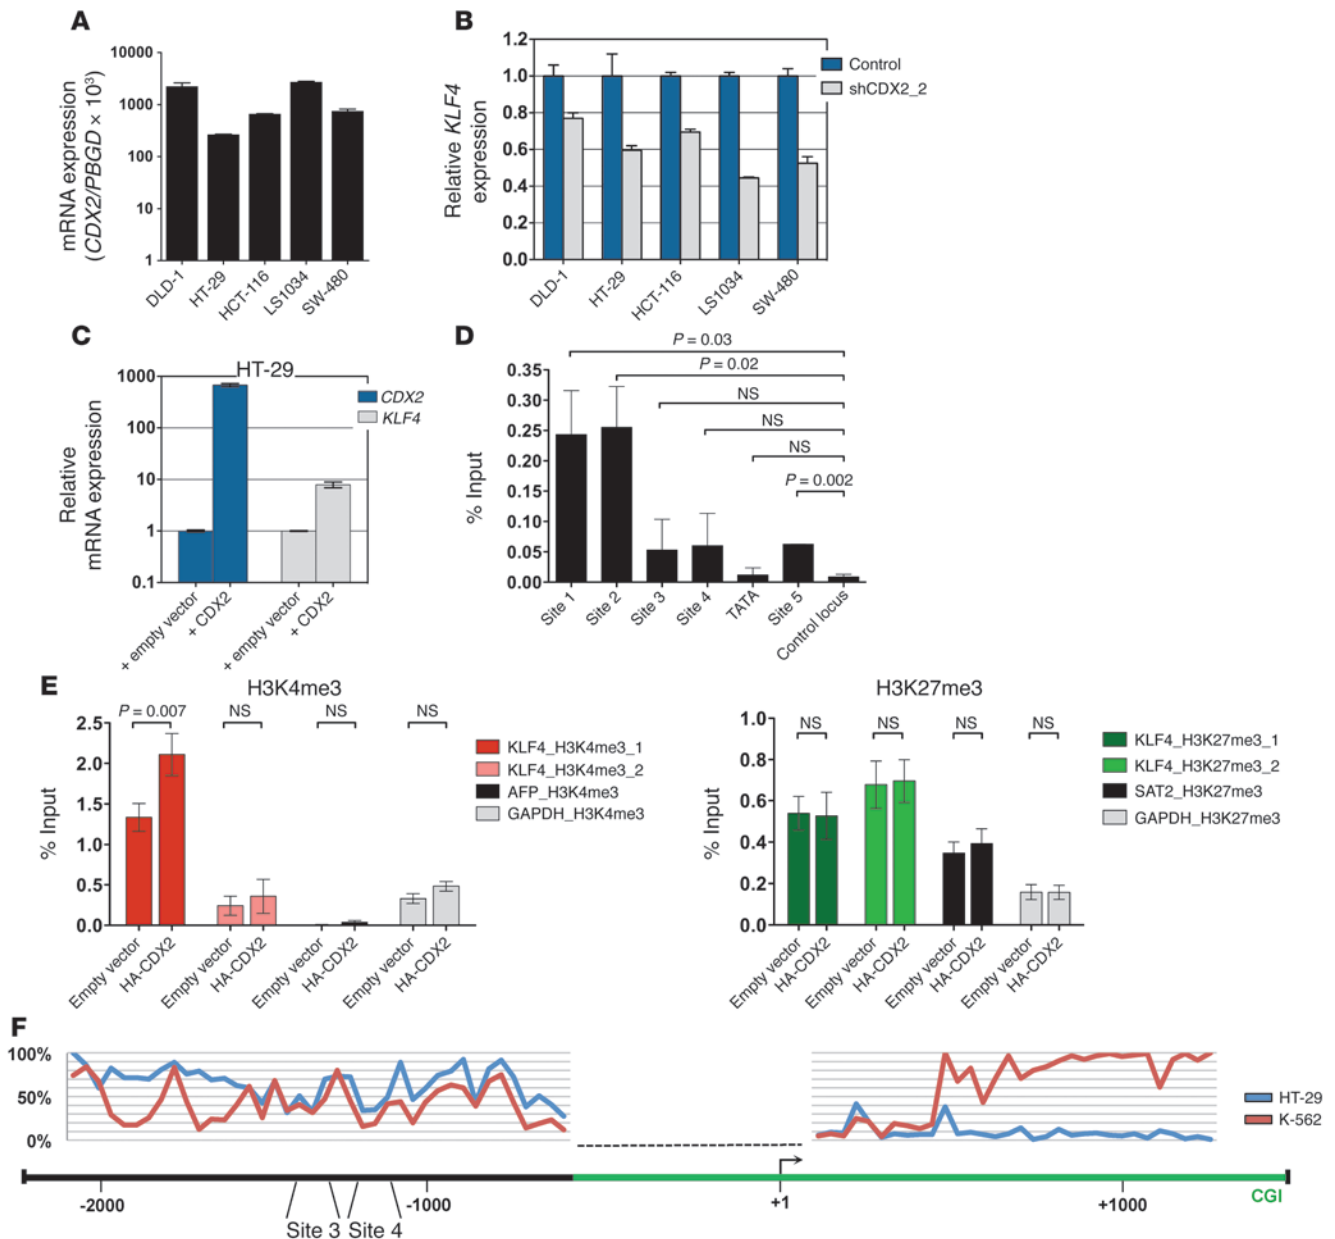 A
mRNA expression
((CDX2/PBGD × 10³)
10000
1000
100
10
1
DLD-1
HT-29
HCT-116
LS1034
SW-480
B
Relative KLF4
expression
1.2
1.0
0.8
0.6
0.4
0.2
0.0
DLD-1
HT-29
HCT-116
LS1034
SW-480
Control
shCDX2_2
C
HT-29
Relative
mRNA expression
1000
100
10
1
0.1
+ empty vector
+ CDX2
+ empty vector
+ CDX2
CDX2
KLF4
D
% Input
0.35
0.30
0.25
0.20
0.15
0.10
0.05
0.00
P = 0.03
P = 0.02
NS
NS
NS
P = 0.002
Site 1
Site 2
Site 3
Site 4
TATA
Site 5
Control locus
E
H3K4me3
% Input
2.5
2.0
1.5
1.0
0.5
0.0
P = 0.007
NS
NS
NS
Empty vector
HA-CDX2
Empty vector
HA-CDX2
Empty vector
HA-CDX2
Empty vector
HA-CDX2
KLF4_H3K4me3_1
KLF4_H3K4me3_2
AFP_H3K4me3
GAPDH_H3K4me3
H3K27me3
% Input
1.0
0.8
0.6
0.4
0.2
0.0
NS
NS
NS
NS
Empty vector
HA-CDX2
Empty vector
HA-CDX2
Empty vector
HA-CDX2
Empty vector
HA-CDX2
KLF4_H3K27me3_1
KLF4_H3K27me3_2
SAT2_H3K27me3
GAPDH_H3K27me3
F
100%
50%
0%
HT-29
K-562
-2000
-1000
+1
+1000
CGI
Site 3
Site 4